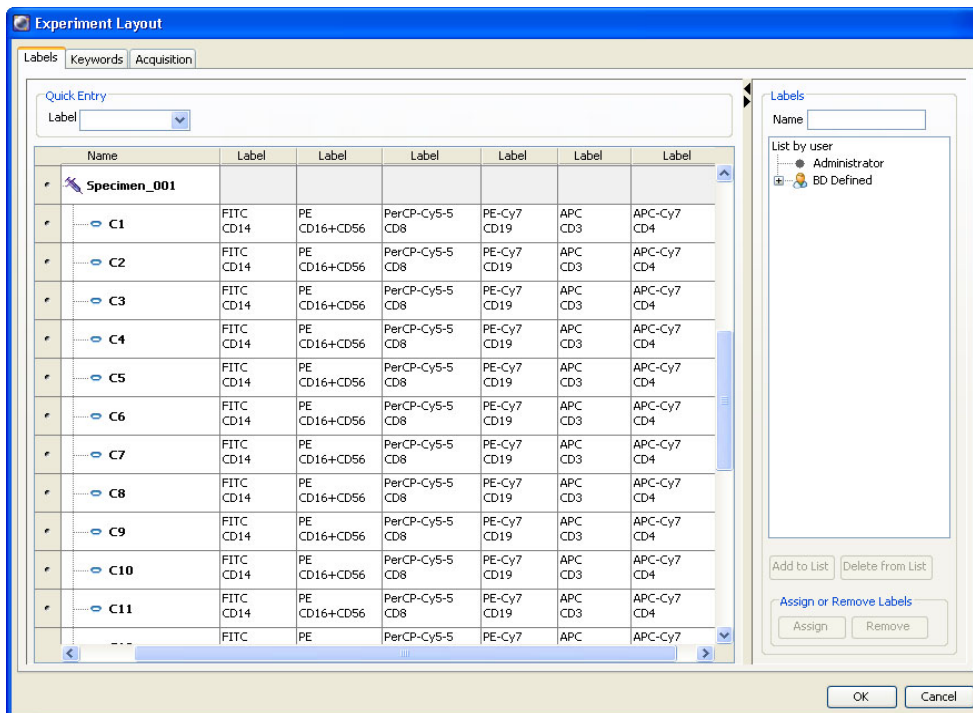 Experiment Layout
Labels Keywords Acquisition
Quick Entry
Label
Name Label Label Label Label Label Label
Specimen_001
C1 FITC PE PerCP-Cy5-5 PE-Cy7 APC APC-Cy7
CD14 CD16+CD56 CD8 CD19 CD3 CD4
C2 FITC PE PerCP-Cy5-5 PE-Cy7 APC APC-Cy7
CD14 CD16+CD56 CD8 CD19 CD3 CD4
C3 FITC PE PerCP-Cy5-5 PE-Cy7 APC APC-Cy7
CD14 CD16+CD56 CD8 CD19 CD3 CD4
C4 FITC PE PerCP-Cy5-5 PE-Cy7 APC APC-Cy7
CD14 CD16+CD56 CD8 CD19 CD3 CD4
C5 FITC PE PerCP-Cy5-5 PE-Cy7 APC APC-Cy7
CD14 CD16+CD56 CD8 CD19 CD3 CD4
C6 FITC PE PerCP-Cy5-5 PE-Cy7 APC APC-Cy7
CD14 CD16+CD56 CD8 CD19 CD3 CD4
C7 FITC PE PerCP-Cy5-5 PE-Cy7 APC APC-Cy7
CD14 CD16+CD56 CD8 CD19 CD3 CD4
C8 FITC PE PerCP-Cy5-5 PE-Cy7 APC APC-Cy7
CD14 CD16+CD56 CD8 CD19 CD3 CD4
C9 FITC PE PerCP-Cy5-5 PE-Cy7 APC APC-Cy7
CD14 CD16+CD56 CD8 CD19 CD3 CD4
C10 FITC PE PerCP-Cy5-5 PE-Cy7 APC APC-Cy7
CD14 CD16+CD56 CD8 CD19 CD3 CD4
C11 FITC PE PerCP-Cy5-5 PE-Cy7 APC APC-Cy7
CD14 CD16+CD56 CD8 CD19 CD3 CD4
FITC PE PerCP-Cy5-5 PE-Cy7 APC APC-Cy7
Labels
Name
List by user
Administrator
BD Defined
Add to List Delete from List
Assign or Remove Labels
Assign Remove
OK Cancel